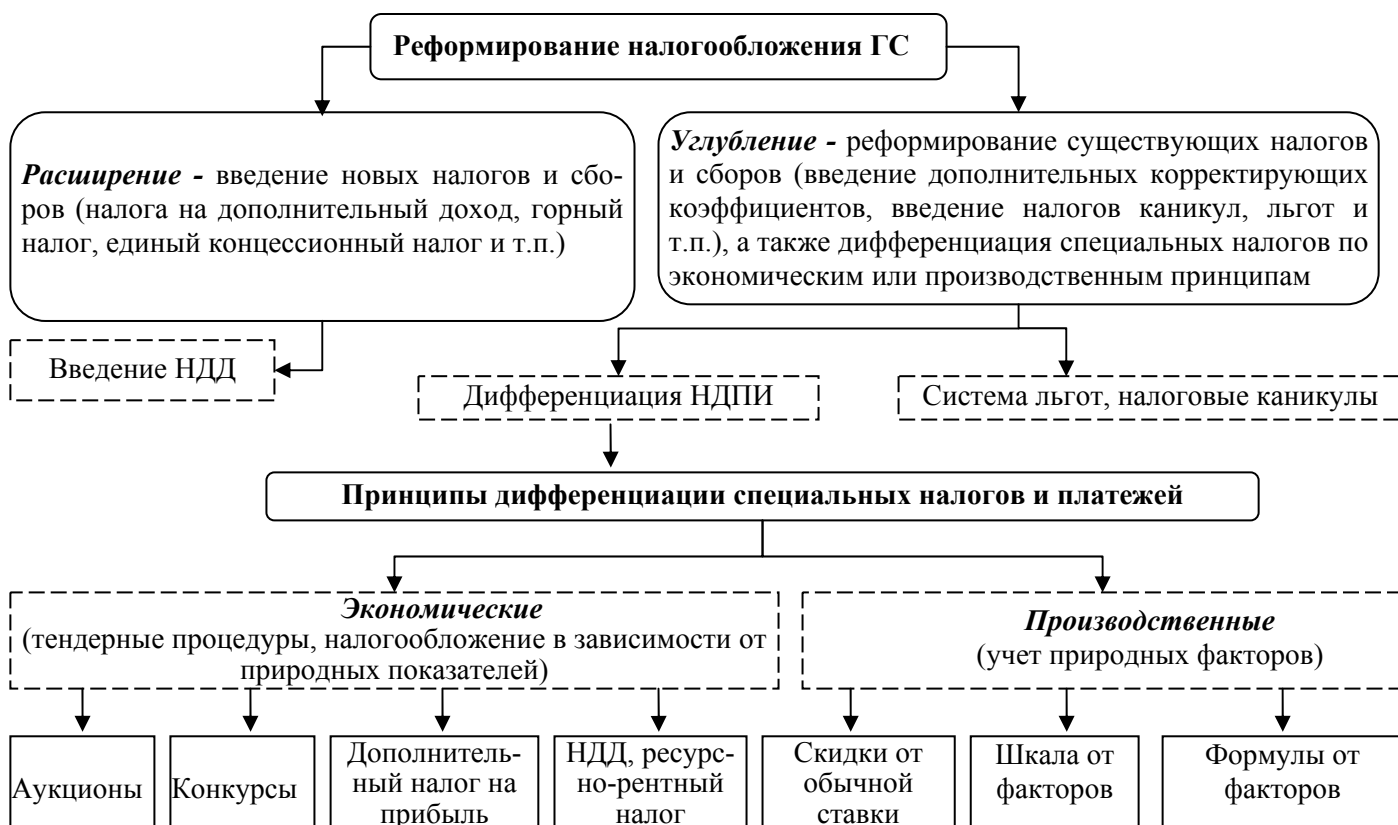 Реформирование налогообложения ГС
Расширение - введение новых налогов и сбо-
ров (налога на дополнительный доход, горный
налог, единый концессионный налог и т.п.)
Углубление - реформирование существующих налогов
и сборов (введение дополнительных корректирующих
коэффициентов, введение налогов каникул, льгот и
т.п.), а также дифференциация специальных налогов по
экономическим или производственным принципам
Введение НДД
Дифференциация НДПИ
Система льгот, налоговые каникулы
Принципы дифференциации специальных налогов и платежей
Экономические
(тендерные процедуры, налогообложение в зависимости от
природных показателей)
Производственные
(учет природных факторов)
Аукционы
Конкурсы
Дополнитель-
ный налог на
прибыль
НДД, ресурс-
но-рентный
налог
Скидки от
обычной
ставки
Шкала от
факторов
Формулы от
факторов